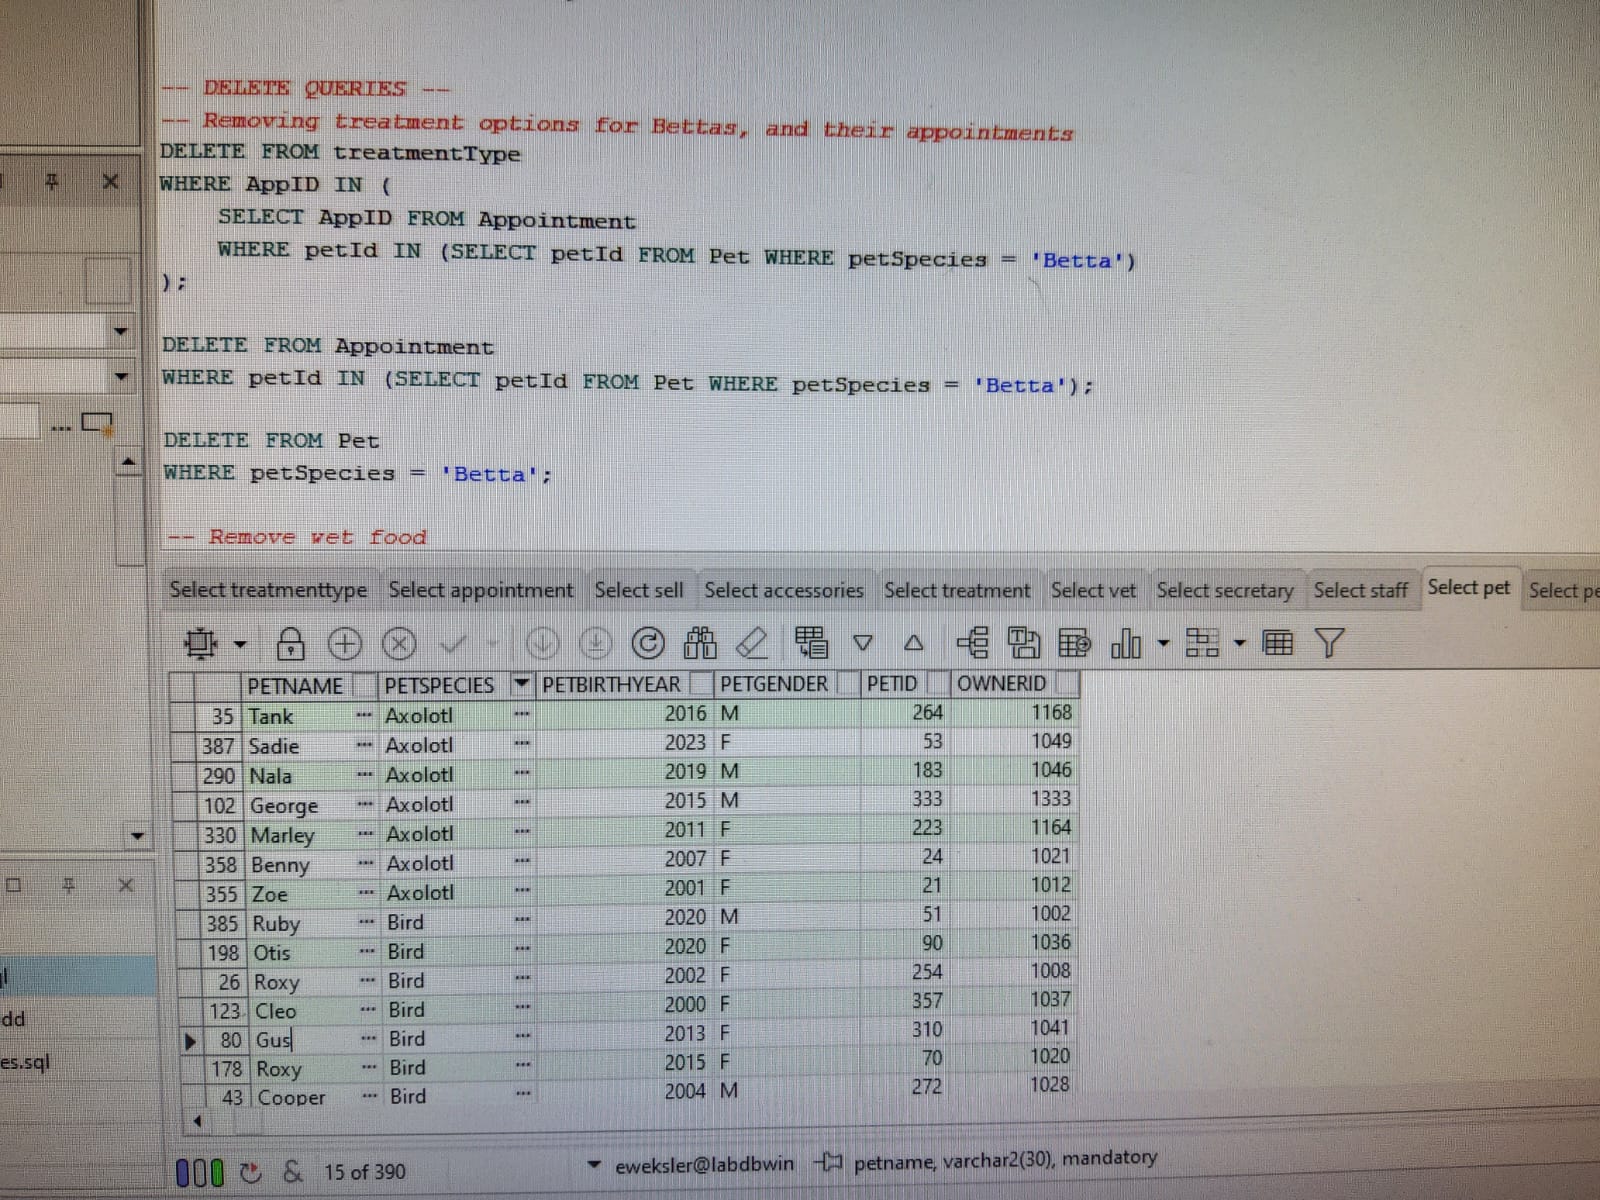 -- DELETE QUERIES --
-- Removing treatment options for Bettas, and their appointments
DELETE FROM treatmentType
WHERE AppID IN (
SELECT AppID FROM Appointment
WHERE petId IN (SELECT petId FROM Pet WHERE petSpecies = 'Betta')
);
DELETE FROM Appointment
WHERE petId IN (SELECT petId FROM Pet WHERE petSpecies = 'Betta');
DELETE FROM Pet
WHERE petSpecies = 'Betta';
-- Remove wet food
Select treatmenttype Select appointment Select sell Select accessories Select treatment Select vet Select secretary Select staff Select pet Select pe
PETNAME PETSPECIES PETBIRTHYEAR PETGENDER PETID OWNERID
35 Tank ... Axolotl ... 2016 M 264 1168
387 Sadie ... Axolotl ... 2023 F 53 1049
290 Nala ... Axolotl ... 2019 M 183 1046
102 George ... Axolotl ... 2015 M 333 1333
330 Marley ... Axolotl ... 2011 F 223 1164
358 Benny ... Axolotl ... 2007 F 24 1021
355 Zoe ... Axolotl ... 2001 F 21 1012
385 Ruby ... Bird ... 2020 M 51 1002
198 Otis ... Bird ... 2020 F 90 1036
26 Roxy ... Bird ... 2002 F 254 1008
123 Cleo ... Bird ... 2000 F 357 1037
80 Gus ... Bird ... 2013 F 310 1041
178 Roxy ... Bird ... 2015 F 70 1020
43 Cooper ... Bird ... 2004 M 272 1028
dd
es.sql
& 15 of 390 eweksler@labdbwin petname, varchar2(30), mandatory